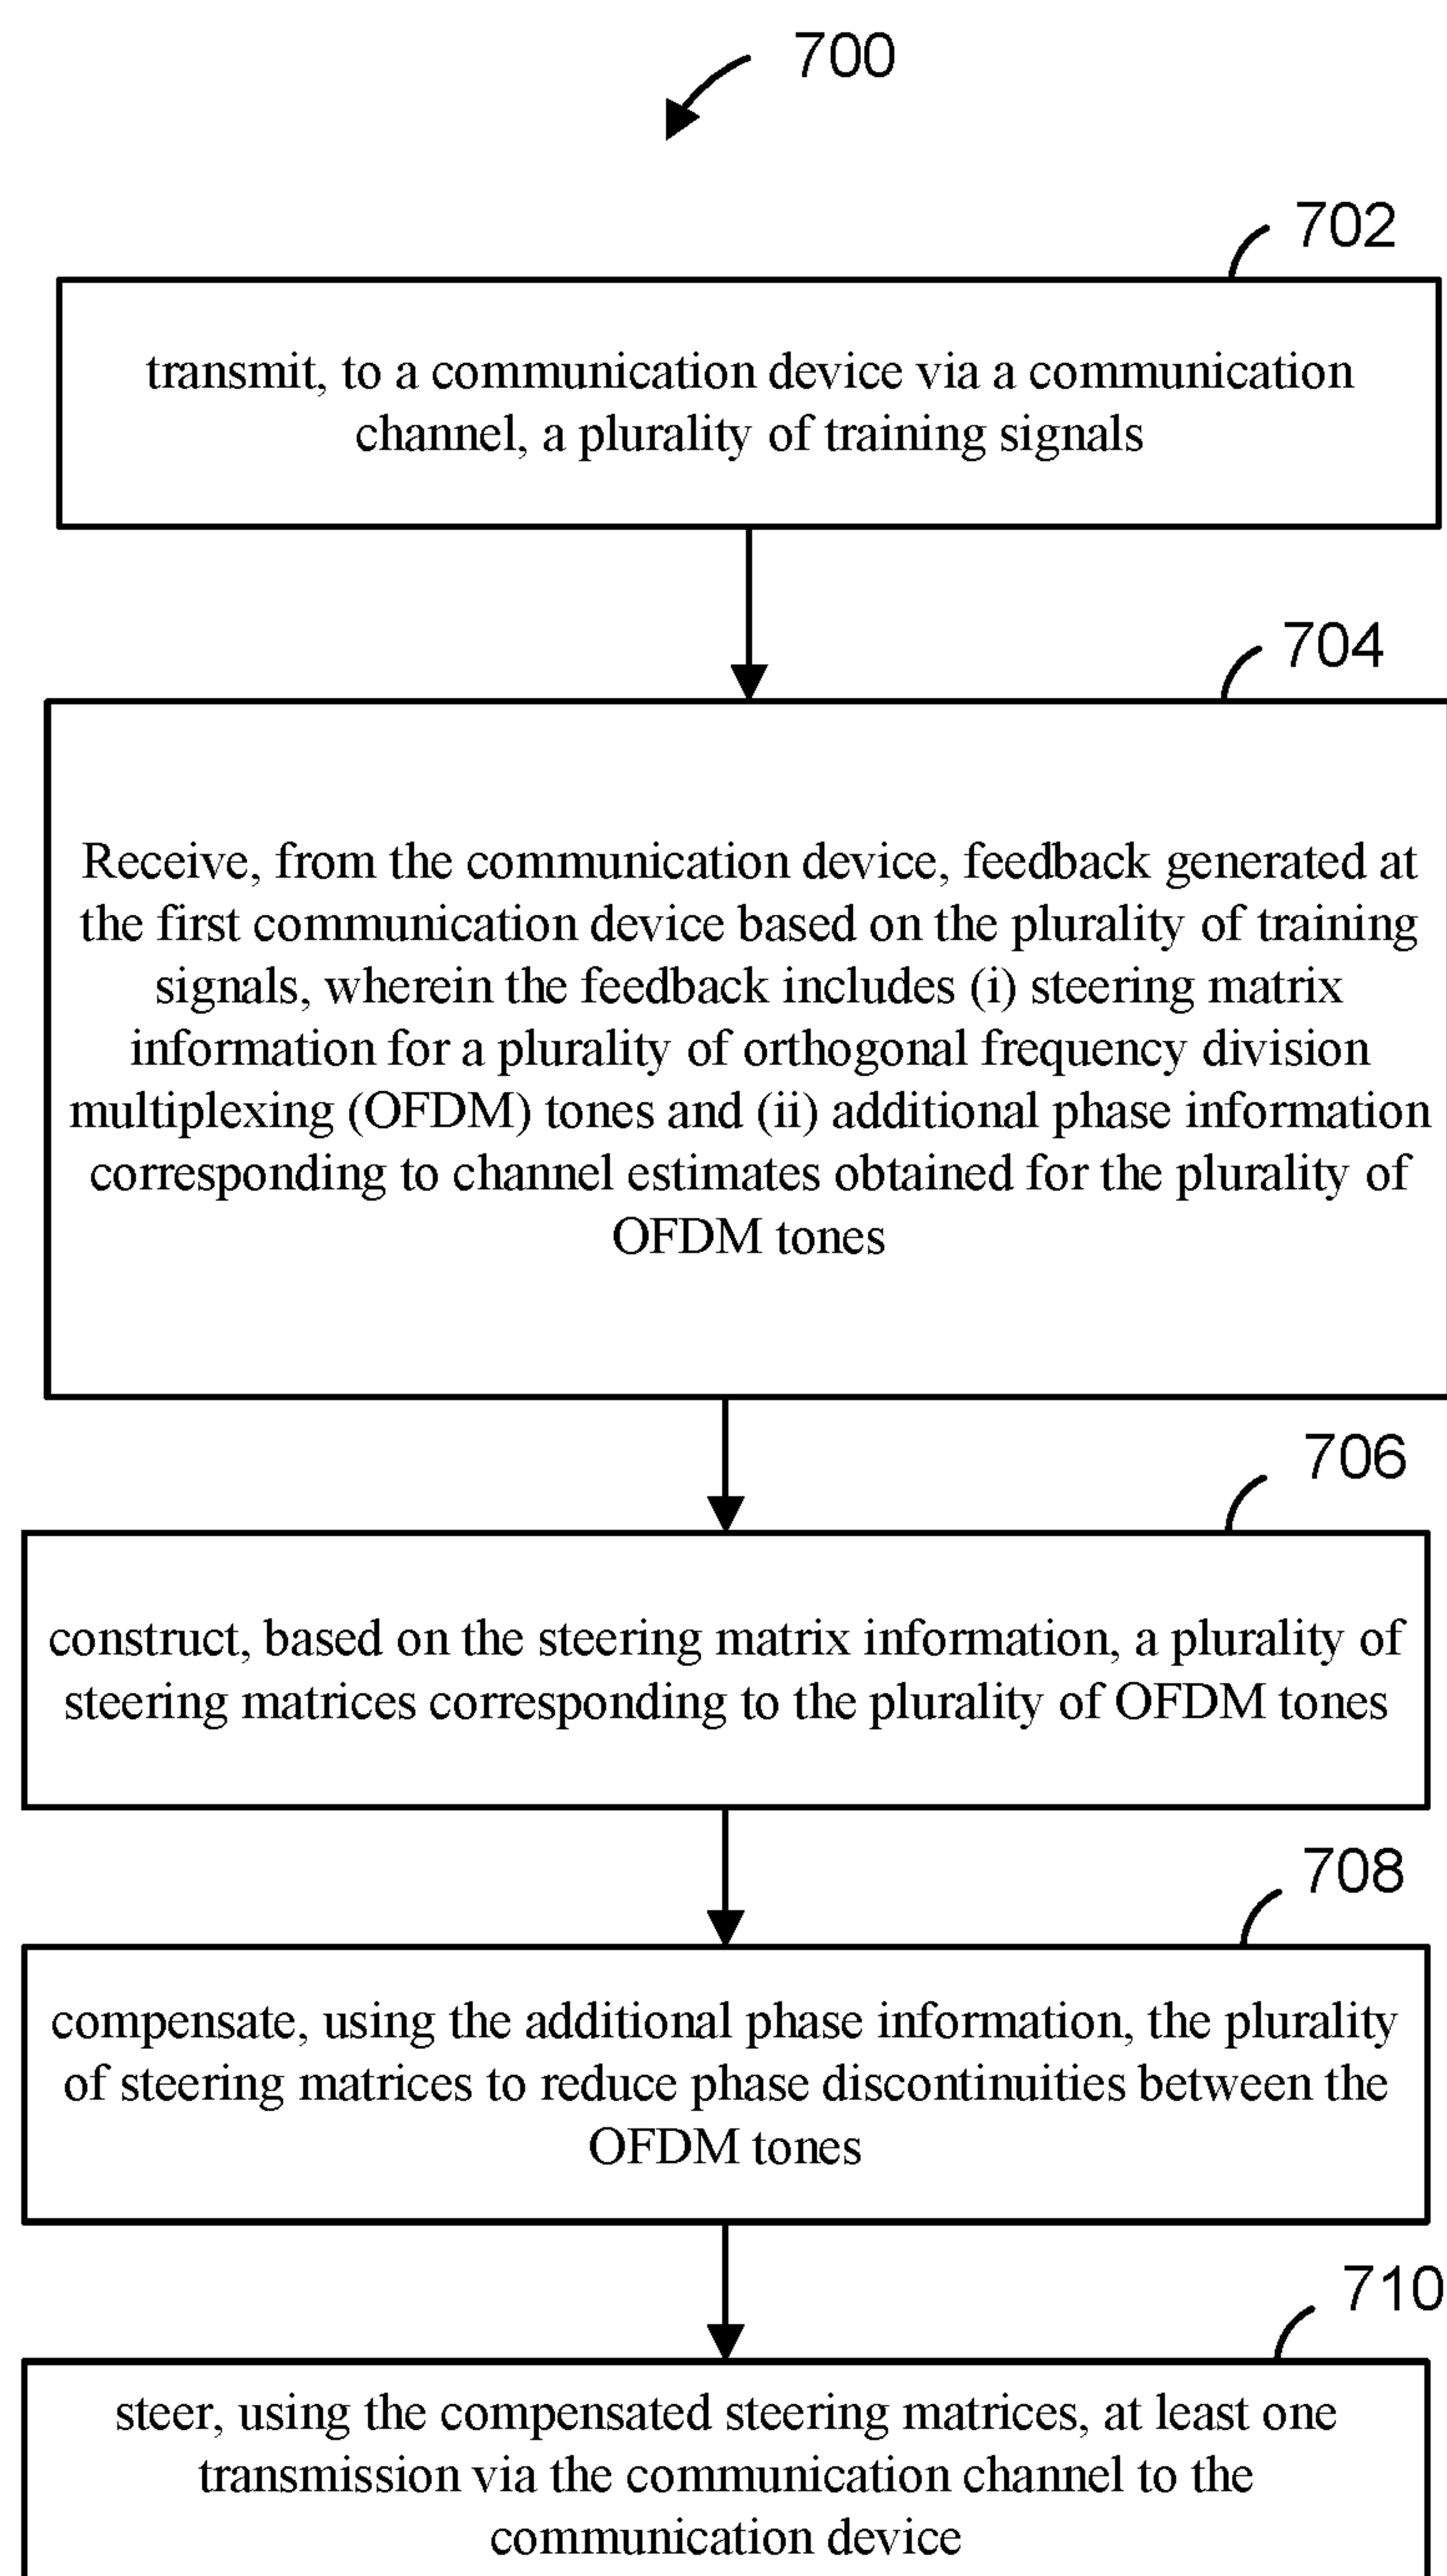 700
702
transmit, to a communication device via a communication
channel, a plurality of training signals
704
Receive, from the communication device, feedback generated at
the first communication device based on the plurality of training
signals, wherein the feedback includes (i) steering matrix
information for a plurality of orthogonal frequency division
multiplexing (OFDM) tones and (ii) additional phase information
corresponding to channel estimates obtained for the plurality of
OFDM tones
706
construct, based on the steering matrix information, a plurality of
steering matrices corresponding to the plurality of OFDM tones
708
compensate, using the additional phase information, the plurality
of steering matrices to reduce phase discontinuities between the
OFDM tones
710
steer, using the compensated steering matrices, at least one
transmission via the communication channel to the
communication device